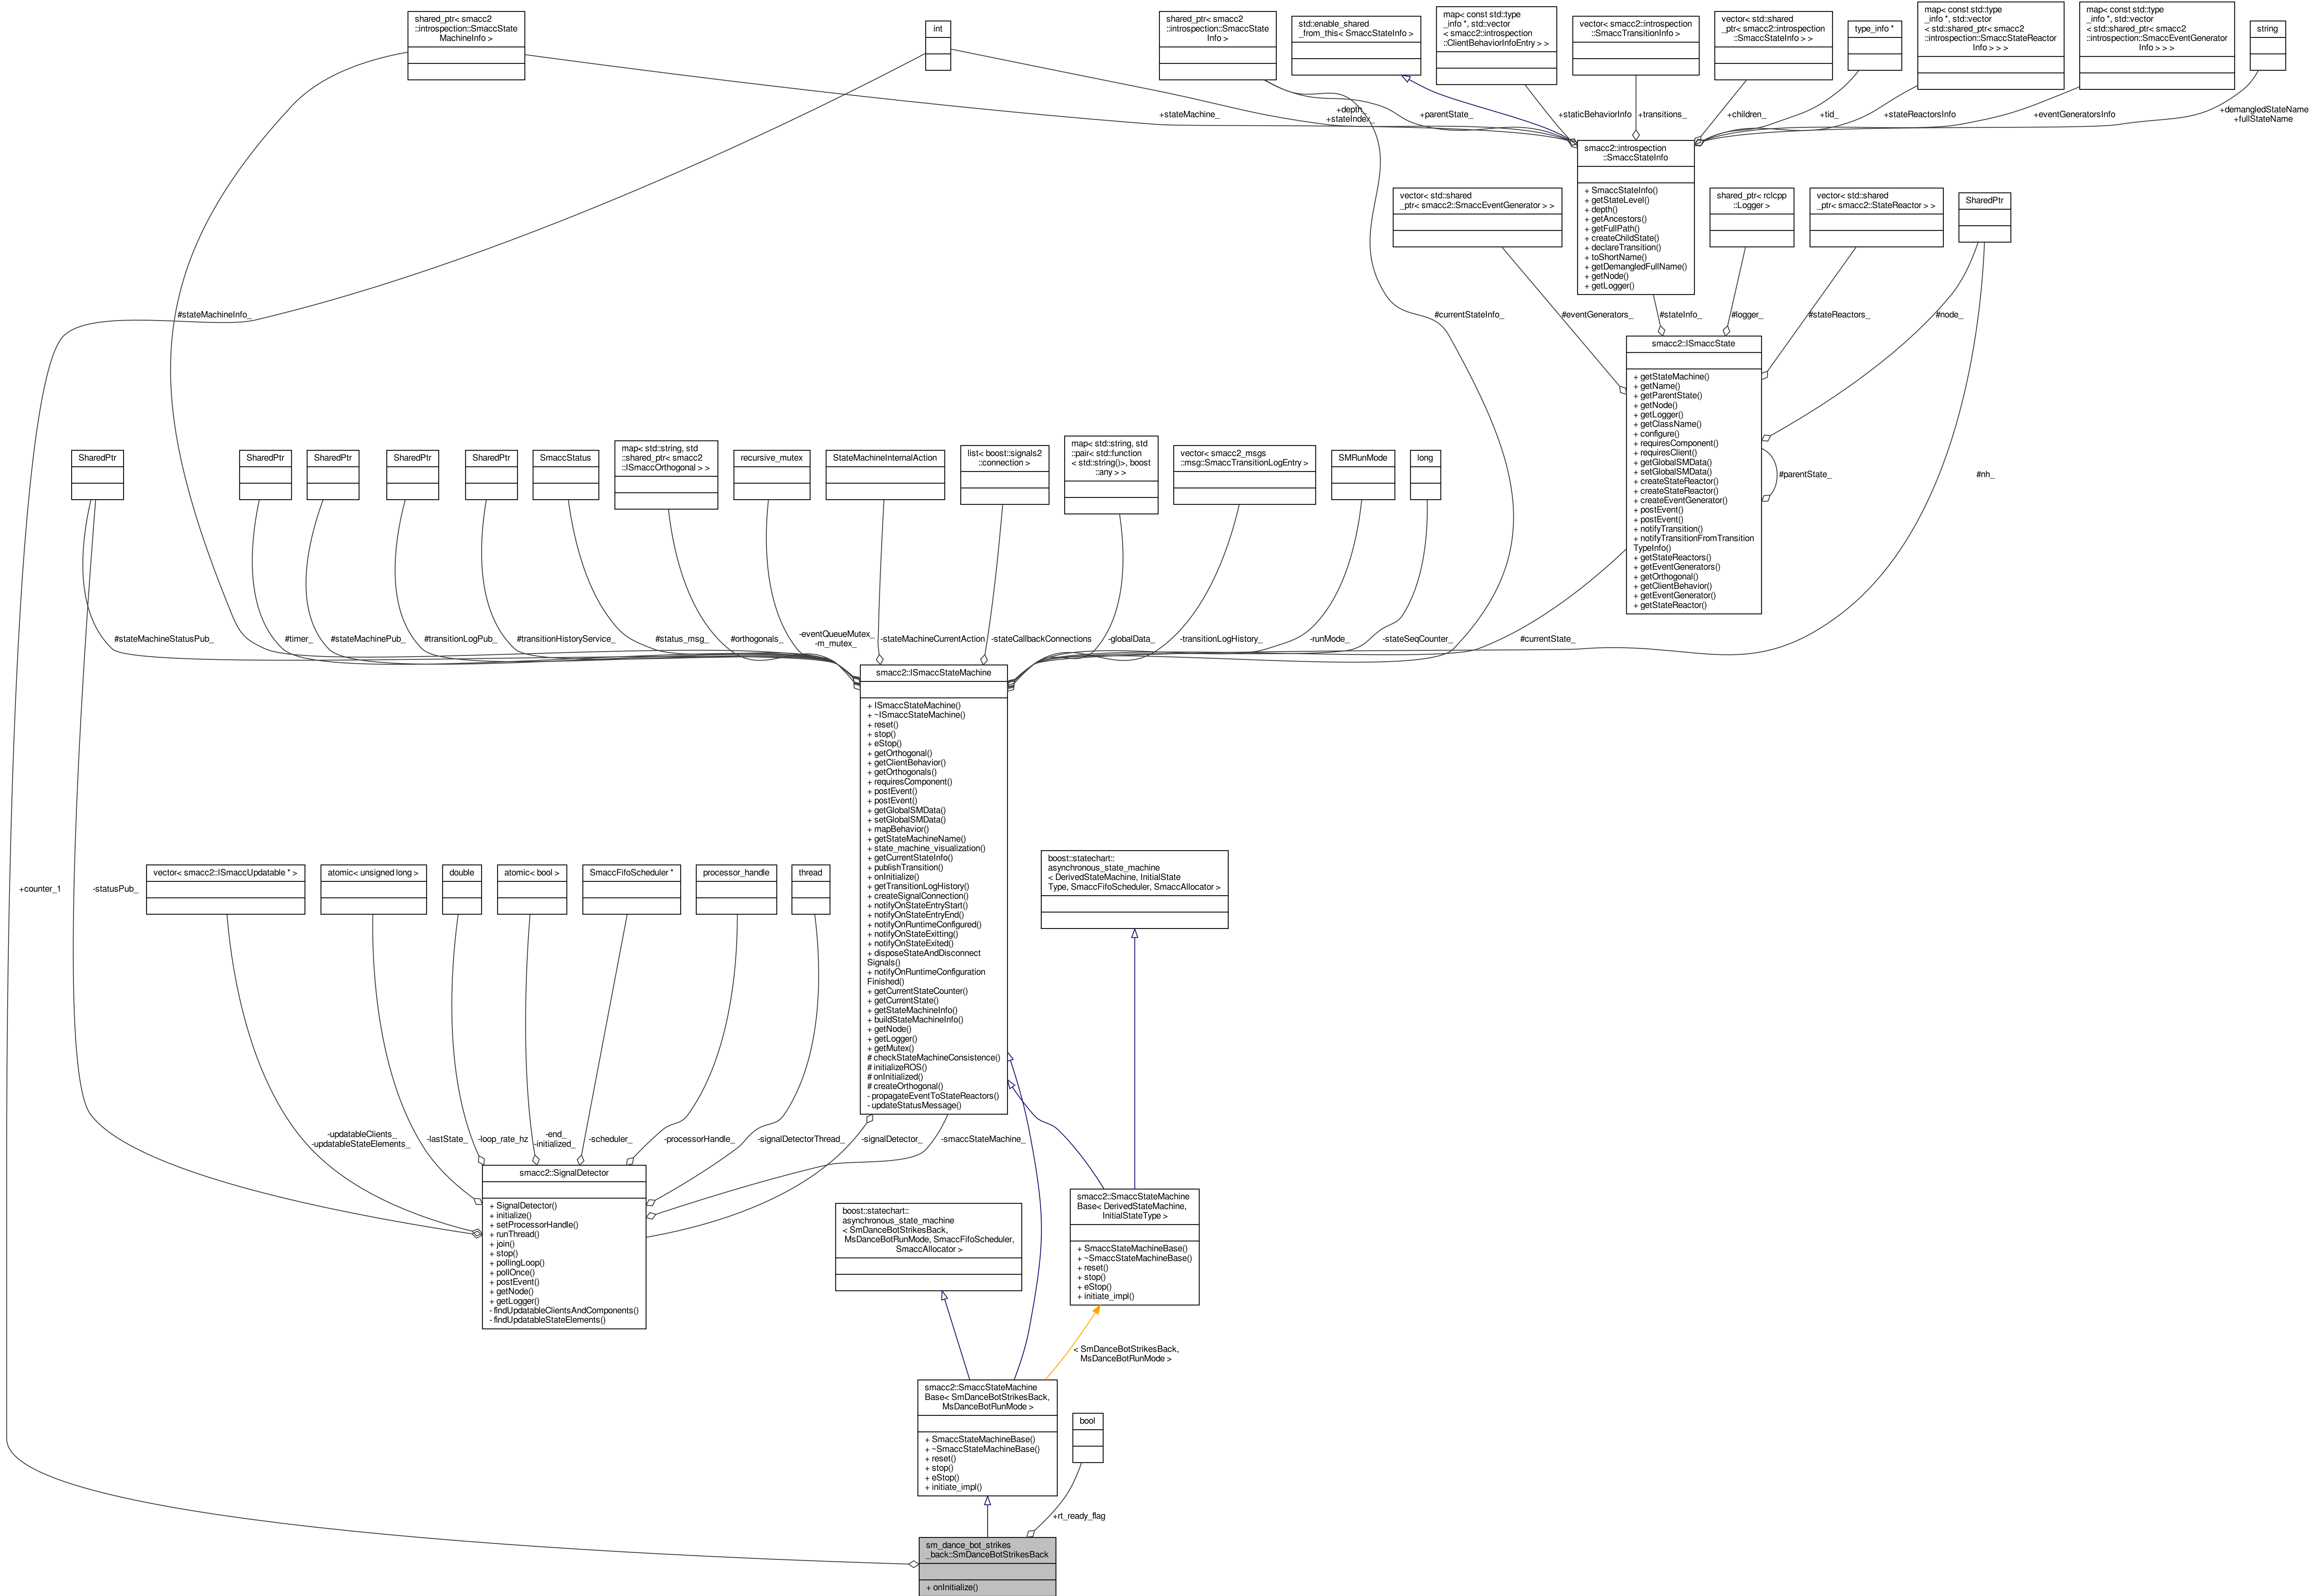 shared_ptr< smacc2
::introspection::SmaccState
MachineInfo >
int
shared_ptr< smacc2
::introspection::SmaccState
Info >
std::enable_shared
_from_this< SmaccStateInfo >
map< const std::type
_info *, std::vector
< smacc2::introspection
::ClientBehaviorInfoEntry > >
vector< smacc2::introspection
::SmaccTransitionInfo >
vector< std::shared
_ptr< smacc2::introspection
::SmaccStateInfo > >
type_info *
map< const std::type
_info *, std::vector
< std::shared_ptr< smacc2
::introspection::SmaccStateReactor
Info > > >
map< const std::type
_info *, std::vector
< std::shared_ptr< smacc2
::introspection::SmaccEventGenerator
Info > > >
string
+stateMachine_
+depth_
+stateIndex_
+parentState_
+staticBehaviorInfo
+transitions_
+children_
+tid_
+stateReactorsInfo
+eventGeneratorsInfo
+demangledStateName
+fullStateName
smacc2::introspection
::SmaccStateInfo
+ SmaccStateInfo()
+ getStateLevel()
+ depth()
+ getAncestors()
+ getFullPath()
+ createChildState()
+ declareTransition()
+ toShortName()
+ getDemangledFullName()
+ getNode()
+ getLogger()
vector< std::shared
_ptr< smacc2::SmaccEventGenerator > >
shared_ptr< rclcpp
::Logger >
vector< std::shared
_ptr< smacc2::StateReactor > >
SharedPtr
#stateMachineInfo_
#currentStateInfo_
#eventGenerators_
#stateInfo_
#logger_
#stateReactors_
#node_
smacc2::ISmaccState
+ getStateMachine()
+ getName()
+ getParentState()
+ getNode()
+ getLogger()
+ getClassName()
+ configure()
+ requiresComponent()
+ requiresClient()
+ getGlobalSMData()
+ setGlobalSMData()
+ createStateReactor()
+ createStateReactor()
+ createEventGenerator()
+ postEvent()
+ postEvent()
+ notifyTransition()
+ notifyTransitionFromTransition
TypeInfo()
+ getStateReactors()
+ getEventGenerators()
+ getOrthogonal()
+ getClientBehavior()
+ getEventGenerator()
+ getStateReactor()
#parentState_
#nh_
SharedPtr
SharedPtr
SharedPtr
SharedPtr
SharedPtr
SmaccStatus
map< std::string, std
::shared_ptr< smacc2
::ISmaccOrthogonal > >
recursive_mutex
StateMachineInternalAction
list< boost::signals2
::connection >
map< std::string, std
::pair< std::function
< std::string()>, boost
::any > >
vector< smacc2_msgs
::msg::SmaccTransitionLogEntry >
SMRunMode
long
#stateMachineStatusPub_
#timer_
#stateMachinePub_
#transitionLogPub_
#transitionHistoryService_
#status_msg_
#orthogonals_
-eventQueueMutex_
-m_mutex_
-stateMachineCurrentAction
-stateCallbackConnections
-globalData_
-transitionLogHistory_
-runMode_
-stateSeqCounter_
#currentState_
smacc2::ISmaccStateMachine
+ ISmaccStateMachine()
+ ~ISmaccStateMachine()
+ reset()
+ stop()
+ eStop()
+ getOrthogonal()
+ getClientBehavior()
+ getOrthogonals()
+ requiresComponent()
+ postEvent()
+ postEvent()
+ getGlobalSMData()
+ setGlobalSMData()
+ mapBehavior()
+ getStateMachineName()
+ state_machine_visualization()
+ getCurrentStateInfo()
+ publishTransition()
+ onInitialize()
+ getTransitionLogHistory()
+ createSignalConnection()
+ notifyOnStateEntryStart()
+ notifyOnStateEntryEnd()
+ notifyOnRuntimeConfigured()
+ notifyOnStateExitting()
+ notifyOnStateExited()
+ disposeStateAndDisconnect
Signals()
+ notifyOnRuntimeConfiguration
Finished()
+ getCurrentStateCounter()
+ getCurrentState()
+ getStateMachineInfo()
+ buildStateMachineInfo()
+ getNode()
+ getLogger()
+ getMutex()
# checkStateMachineConsistence()
# initializeROS()
# onInitialized()
# createOrthogonal()
- propagateEventToStateReactors()
- updateStatusMessage()
vector< smacc2::ISmaccUpdatable * >
atomic< unsigned long >
double
atomic< bool >
SmaccFifoScheduler *
processor_handle
thread
boost::statechart::
asynchronous_state_machine
< DerivedStateMachine, InitialState
Type, SmaccFifoScheduler, SmaccAllocator >
+counter_1
-statusPub_
-updatableClients_
-updatableStateElements_
-lastState_
-loop_rate_hz
-end_
-initialized_
-scheduler_
-processorHandle_
-signalDetectorThread_
-signalDetector_
-smaccStateMachine_
smacc2::SignalDetector
+ SignalDetector()
+ initialize()
+ setProcessorHandle()
+ runThread()
+ join()
+ stop()
+ pollingLoop()
+ pollOnce()
+ postEvent()
+ getNode()
+ getLogger()
- findUpdatableClientsAndComponents()
- findUpdatableStateElements()
boost::statechart::
asynchronous_state_machine
< SmDanceBotStrikesBack,
MsDanceBotRunMode, SmaccFifoScheduler,
SmaccAllocator >
smacc2::SmaccStateMachine
Base< DerivedStateMachine,
InitialStateType >
+ SmaccStateMachineBase()
+ ~SmaccStateMachineBase()
+ reset()
+ stop()
+ eStop()
+ initiate_impl()
< SmDanceBotStrikesBack,
MsDanceBotRunMode >
smacc2::SmaccStateMachine
Base< SmDanceBotStrikesBack,
MsDanceBotRunMode >
+ SmaccStateMachineBase()
+ ~SmaccStateMachineBase()
+ reset()
+ stop()
+ eStop()
+ initiate_impl()
bool
+rt_ready_flag
sm_dance_bot_strikes
_back::SmDanceBotStrikesBack
+ onInitialize()